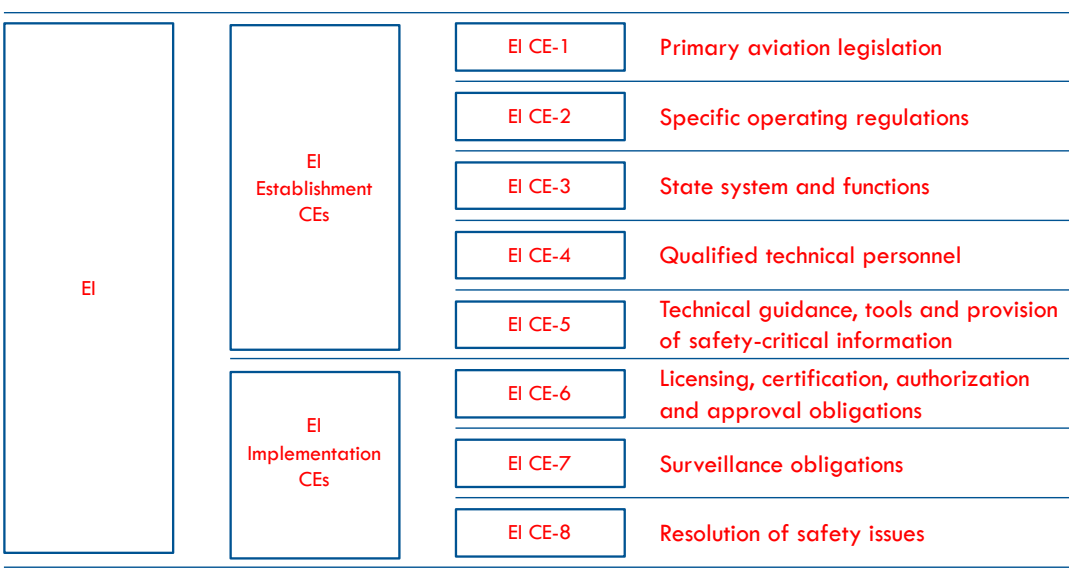 EI
EI
Establishment
CEs
EI CE-1
Primary aviation legislation
EI CE-2
Specific operating regulations
EI CE-3
State system and functions
EI CE-4
Qualified technical personnel
EI CE-5
Technical guidance, tools and provision
of safety-critical information
EI
Implementation
CEs
EI CE-6
Licensing, certification, authorization
and approval obligations
EI CE-7
Surveillance obligations
EI CE-8
Resolution of safety issues